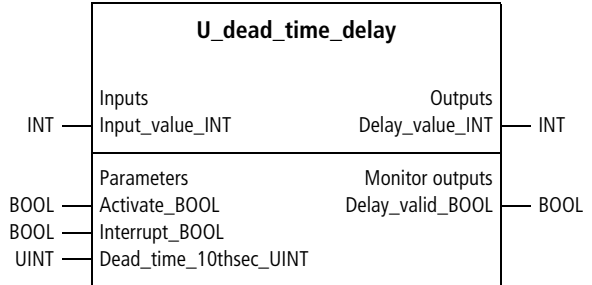 U_dead_time_delay
Inputs Outputs
INT Input_value_INT Delay_value_INT INT
Parameters Monitor outputs
BOOL Activate_BOOL Delay_valid_BOOL BOOL
BOOL Interrupt_BOOL
UINT Dead_time_10thsec_UINT